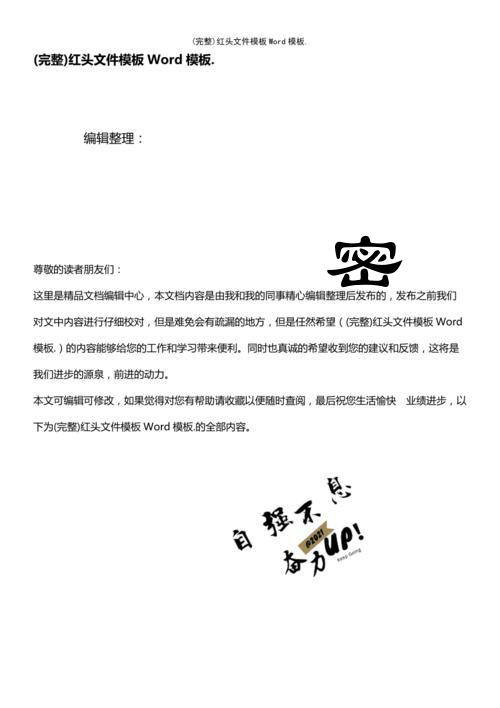 (完整)红头文件模板Word模板.
(完整)红头文件模板 Word 模板.
编辑整理：
密
尊敬的读者朋友们：
这里是精品文档编辑中心，本文档内容是由我和我的同事精心编辑整理后发布的，发布之前我们
对文中内容进行仔细校对，但是难免会有疏漏的地方，但是任然希望（(完整)红头文件模板 Word
模板.）的内容能够给您的工作和学习带来便利。同时也真诚的希望收到您的建议和反馈，这将是
我们进步的源泉，前进的动力。
本文可编辑可修改，如果觉得对您有帮助请收藏以便随时查阅，最后祝您生活愉快 业绩进步，以
下为(完整)红头文件模板 Word 模板.的全部内容。
自强不息
@2021
奋力UP!
Keep Going